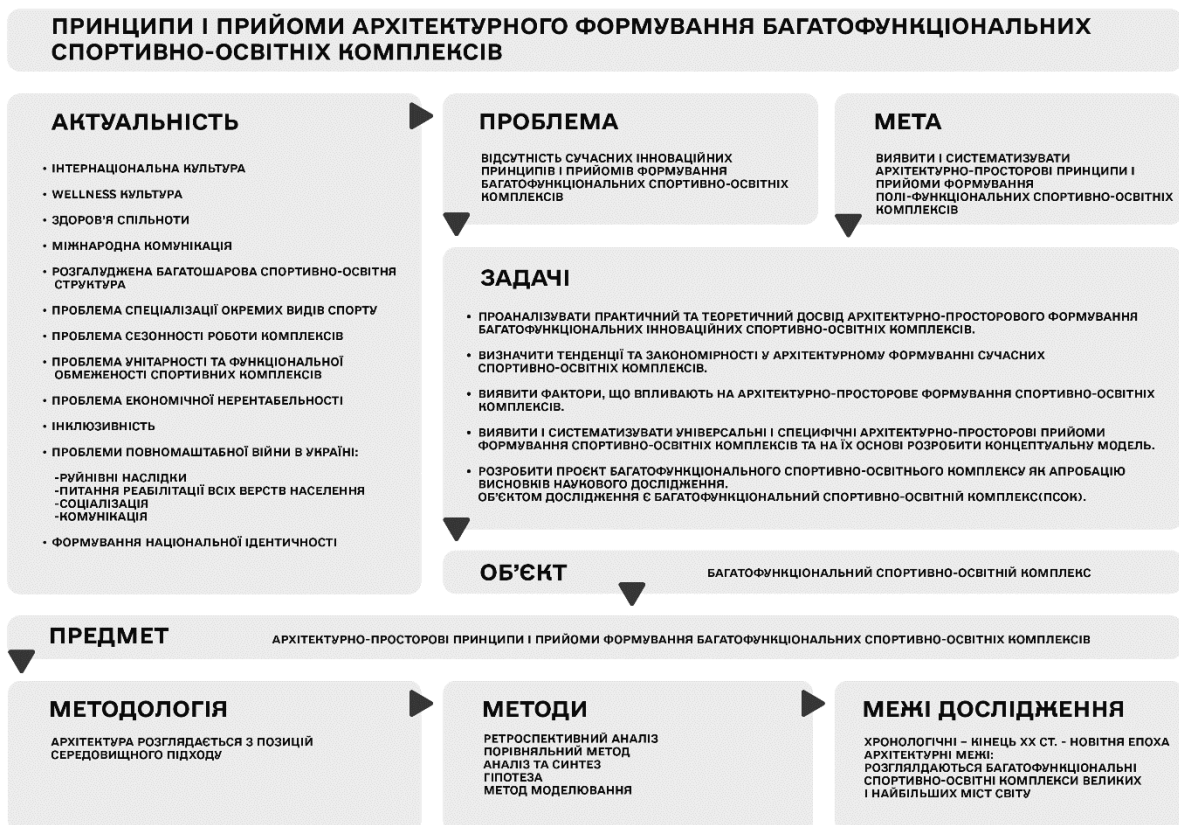 ПРИНЦИПИ І ПРИЙОМИ АРХІТЕКТУРНОГО ФОРМУВАННЯ БАГАТОФУНКЦІОНАЛЬНИХ
СПОРТИВНО-ОСВІТНІХ КОМПЛЕКСІВ
АКТУАЛЬНІСТЬ
• ІНТЕРНАЦІОНАЛЬНА КУЛЬТУРА
• WELLNESS КУЛЬТУРА
• ЗДОРОВ'Я СПІЛЬНОТИ
• МІЖНАРОДНА КОМУНІКАЦІЯ
• РОЗГАЛУДЖЕНА БАГАТОШАРОВА СПОРТИВНО-ОСВІТНЯ
СТРУКТУРА
• ПРОБЛЕМА СПЕЦІАЛІЗАЦІЇ ОКРЕМИХ ВИДІВ СПОРТУ
• ПРОБЛЕМА СЕЗОННОСТІ РОБОТИ КОМПЛЕКСІВ
• ПРОБЛЕМА УНІТАРНОСТІ ТА ФУНКЦІОНАЛЬНОЇ
ОБМЕЖЕНОСТІ СПОРТИВНИХ КОМПЛЕКСІВ
• ПРОБЛЕМА ЕКОНОМІЧНОЇ НЕРЕНТАБЕЛЬНОСТІ
• ІНКЛЮЗИВНІСТЬ
• ПРОБЛЕМИ ПОВНОМАШТАБНОЇ ВІЙНИ В УКРАЇНІ:
-РУЙНІВНІ НАСЛІДКИ
-ПИТАННЯ РЕАБІЛІТАЦІЇ ВСІХ ВЕРСТВ НАСЕЛЕННЯ
-СОЦІАЛІЗАЦІЯ
-КОМУНІКАЦІЯ
• ФОРМУВАННЯ НАЦІОНАЛЬНОЇ ІДЕНТИЧНОСТІ
ПРОБЛЕМА
ВІДСУТНІСТЬ СУЧАСНИХ ІННОВАЦІЙНИХ
ПРИНЦИПІВ І ПРИЙОМІВ ФОРМУВАННЯ
БАГАТОФУНКЦІОНАЛЬНИХ СПОРТИВНО-ОСВІТНІХ
КОМПЛЕКСІВ
МЕТА
ВИЯВИТИ І СИСТЕМАТИЗУВАТИ
АРХІТЕКТУРНО-ПРОСТОРОВІ ПРИНЦИПИ І
ПРИЙОМИ ФОРМУВАННЯ
ПОЛІ-ФУНКЦІОНАЛЬНИХ СПОРТИВНО-ОСВІТНІХ
КОМПЛЕКСІВ
ЗАДАЧІ
• ПРОАНАЛІЗУВАТИ ПРАКТИЧНИЙ ТА ТЕОРЕТИЧНИЙ ДОСВІД АРХІТЕКТУРНО-ПРОСТОРОВОГО ФОРМУВАННЯ
БАГАТОФУНКЦІОНАЛЬНИХ ІННОВАЦІЙНИХ СПОРТИВНО-ОСВІТНІХ КОМПЛЕКСІВ.
• ВИЗНАЧИТИ ТЕНДЕНЦІЇ ТА ЗАКОНОМІРНОСТІ У АРХІТЕКТУРНОМУ ФОРМУВАННІ СУЧАСНИХ
СПОРТИВНО-ОСВІТНІХ КОМПЛЕКСІВ.
• ВИЯВИТИ ФАКТОРИ, ЩО ВПЛИВАЮТЬ НА АРХІТЕКТУРНО-ПРОСТОРОВЕ ФОРМУВАННЯ СПОРТИВНО-ОСВІТНІХ
КОМПЛЕКСІВ.
• ВИЯВИТИ І СИСТЕМАТИЗУВАТИ УНІВЕРСАЛЬНІ І СПЕЦИФІЧНІ АРХІТЕКТУРНО-ПРОСТОРОВІ ПРИЙОМИ
ФОРМУВАННЯ СПОРТИВНО-ОСВІТНІХ КОМПЛЕКСІВ ТА НА ЇХ ОСНОВІ РОЗРОБИТИ КОНЦЕПТУАЛЬНУ МОДЕЛЬ.
• РОЗРОБИТИ ПРОЄКТ БАГАТОФУНКЦІОНАЛЬНОГО СПОРТИВНО-ОСВІТНЬОГО КОМПЛЕКСУ ЯК АПРОБАЦІЮ
ВИСНОВКІВ НАУКОВОГО ДОСЛІДЖЕННЯ.
ОБ'ЄКТОМ ДОСЛІДЖЕННЯ Є БАГАТОФУНКЦІОНАЛЬНИЙ СПОРТИВНО-ОСВІТНІЙ КОМПЛЕКС(ПСОК).
ОБ'ЄКТ
БАГАТОФУНКЦІОНАЛЬНИЙ СПОРТИВНО-ОСВІТНІЙ КОМПЛЕКС
ПРЕДМЕТ
АРХІТЕКТУРНО-ПРОСТОРОВІ ПРИНЦИПИ І ПРИЙОМИ ФОРМУВАННЯ БАГАТОФУНКЦІОНАЛЬНИХ СПОРТИВНО-ОСВІТНІХ КОМПЛЕКСІВ
МЕТОДОЛОГІЯ
АРХІТЕКТУРА РОЗГЛЯДАЄТЬСЯ З ПОЗИЦІЙ
СЕРЕДОВИЩНОГО ПІДХОДУ
МЕТОДИ
РЕТРОСПЕКТИВНИЙ АНАЛІЗ
ПОРІВНЯЛЬНИЙ МЕТОД
АНАЛІЗ ТА СИНТЕЗ
ГІПОТЕЗА
МЕТОД МОДЕЛЮВАННЯ
МЕЖІ ДОСЛІДЖЕННЯ
ХРОНОЛОГІЧНІ – КІНЕЦЬ ХХ СТ. - НОВІТНЯ ЕПОХА
АРХІТЕКТУРНІ МЕЖІ:
РОЗГЛЯЛДАЮТЬСЯ БАГАТОФУНКЦІОНАЛЬНІ
СПОРТИВНО-ОСВІТНІ КОМПЛЕКСИ ВЕЛИКИХ
І НАЙБІЛЬШИХ МІСТ СВІТУ